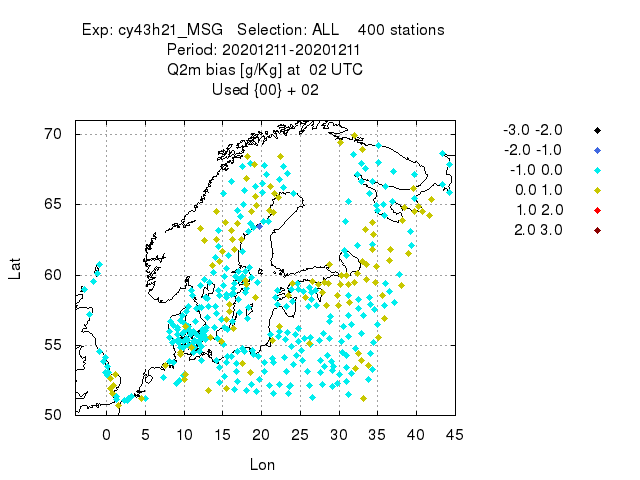 Exp: cy43h21_MSG Selection: ALL 400 stations
Period: 20201211-20201211
Q2m bias [g/Kg] at 02 UTC
Used {00} + 02
70
65
60
55
50
Lat
0 5 10 15 20 25 30 35 40 45
Lon
-3.0 -2.0
-2.0 -1.0
-1.0 0.0
0.0 1.0
1.0 2.0
2.0 3.0